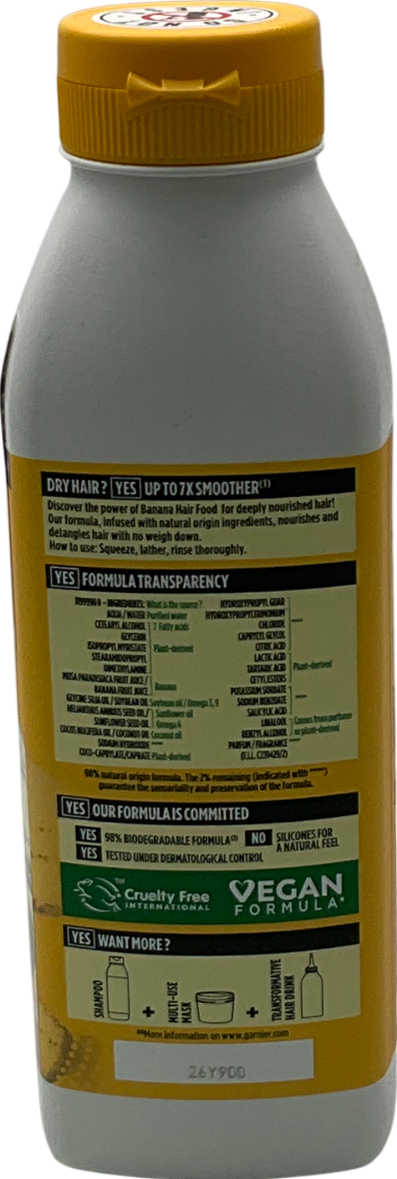 DRY HAIR? YES UP TO 7X SMOOTHER(1)
Discover the power of Banana Hair Food for deeply nourished hair!
Our formula, infused with natural origin ingredients, nourishes and
detangles hair with no weigh down.
How to use: Squeeze, lather, rinse thoroughly.
YES FORMULA TRANSPARENCY
INGREDIENTS: What is the source?
AQUA / WATER Purified water
CETEARYL ALCOHOL Fatty acids
GLYCERIN
ISOPROPYL MYRISTATE Plant-derived
STEARAMIDOPROPYL
DIMETHYLAMINE
MUSA PARADISIACA FRUIT JUICE /
BANANA FRUIT JUICE Banana
GLYCINE SOJA OIL / SOYBEAN OIL Soybean oil / Omega 3, 9
HELIANTHUS ANNUUS SEED OIL / Sunflower oil
SUNFLOWER SEED OIL Omega 6
COCOS NUCIFERA OIL / COCONUT OIL Coconut oil
SODIUM HYDROXIDE
COCO-CAPRYLATE/CAPRATE Plant-derived
HYDROXYPROPYL GUAR
HYDROXYPROPYLTRIMONIUM
CHLORIDE
CAPRYLYL GLYCOL
CITRIC ACID
LACTIC ACID
TARTARIC ACID Plant-derived
CETYL ESTERS
POTASSIUM SORBATE
SODIUM BENZOATE
SALICYLIC ACID
LINALOOL Comes from perfume
BENZYL ALCOHOL or plant-derived
PARFUM / FRAGRANCE
98% natural origin formula. The 2% remaining (indicated with
guarantee the sensoriality and preservation of the formula.
YES OUR FORMULA IS COMMITTED
YES 98% BIODEGRADABLE FORMULA(2) NO SILICONES FOR
A NATURAL FEEL
YES TESTED UNDER DERMATOLOGICAL CONTROL
Cruelty Free
INTERNATIONAL
VEGAN
FORMULA*
YES WANT MORE?
SHAMPOO
+
MULTI-USE
MASK
+
TRANSFORMATIVE
HAIR DRINK
More information on www.garnier.com
26Y900